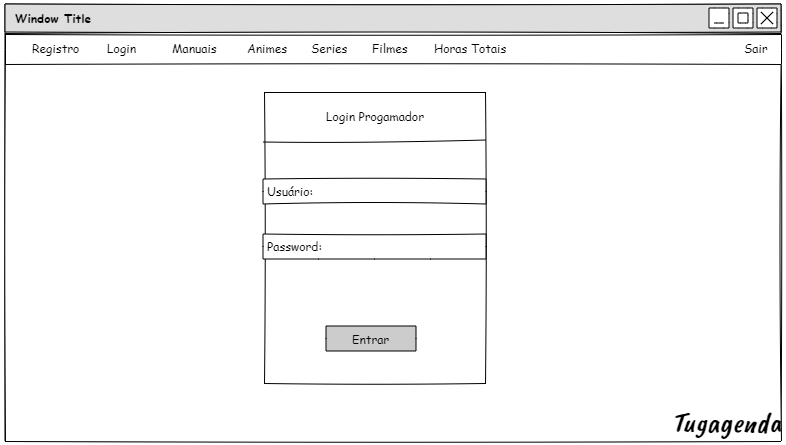 Window Title
Registro Login Manuais Animes Series Filmes Horas Totais Sair
Login Progamador
Usuário:
Password:
Entrar
Tugagenda